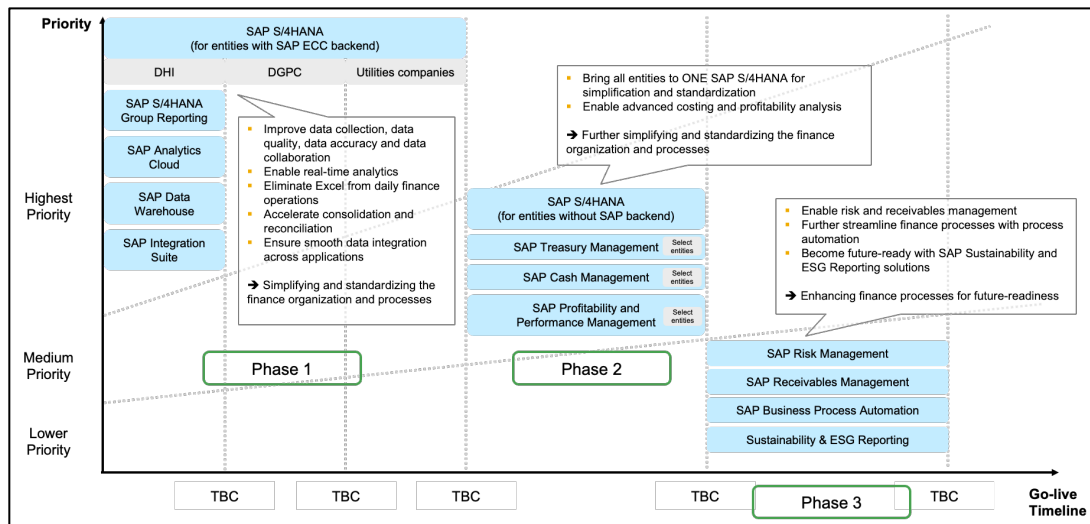 Priority
SAP S/4HANA
(for entities with SAP ECC backend)
DHI
DGPC
Utilities companies
SAP S/4HANA
Group Reporting
SAP Analytics
Cloud
SAP Data
Warehouse
SAP Integration
Suite
▪ Improve data collection, data
quality, data accuracy and data
collaboration
▪ Enable real-time analytics
▪ Eliminate Excel from daily finance
operations
▪ Accelerate consolidation and
reconciliation
▪ Ensure smooth data integration
across applications
➔ Simplifying and standardizing the
finance organization and processes
▪ Bring all entities to ONE SAP S/4HANA for
simplification and standardization
▪ Enable advanced costing and profitability analysis
➔ Further simplifying and standardizing the finance
organization and processes
SAP S/4HANA
(for entities without SAP backend)
SAP Treasury Management
Select
entities
SAP Cash Management
Select
entities
SAP Profitability and
Performance Management
Select
entities
▪ Enable risk and receivables management
▪ Further streamline finance processes with process
automation
▪ Become future-ready with SAP Sustainability and
ESG Reporting solutions
➔ Enhancing finance processes for future-readiness
SAP Risk Management
SAP Receivables Management
SAP Business Process Automation
Sustainability & ESG Reporting
Highest
Priority
Medium
Priority
Lower
Priority
Phase 1
Phase 2
Phase 3
TBC
TBC
TBC
TBC
TBC
Go-live
Timeline